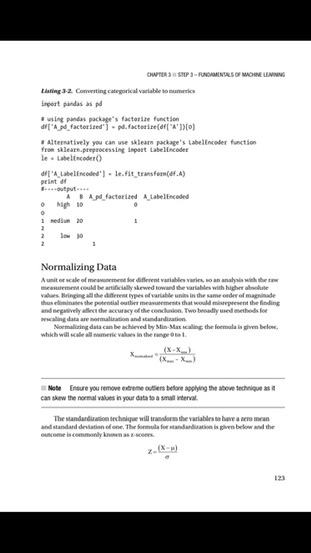 CHAPTER 3 ■ STEP 3 – FUNDAMENTALS OF MACHINE LEARNING
Listing 3-2. Converting categorical variable to numerics
import pandas as pd
# using pandas package's factorize function
df['A_pd_factorized'] = pd.factorize(df['A'])[0]
# Alternatively you can use sklearn package's LabelEncoder function
from sklearn.preprocessing import LabelEncoder
le = LabelEncoder()
df['A_LabelEncoded'] = le.fit_transform(df.A)
print df
#----output----
A B A_pd_factorized A_LabelEncoded
0 high 10 0
0
1 medium 20 1
2
2 low 30
2 1
Normalizing Data
A unit or scale of measurement for different variables varies, so an analysis with the raw
measurement could be artificially skewed toward the variables with higher absolute
values. Bringing all the different types of variable units in the same order of magnitude
thus eliminates the potential outlier measurements that would misrepresent the finding
and negatively affect the accuracy of the conclusion. Two broadly used methods for
rescaling data are normalization and standardization.
Normalizing data can be achieved by Min-Max scaling; the formula is given below,
which will scale all numeric values in the range 0 to 1.
X normalized = (X – X min) / (X max – X min)
■ Note Ensure you remove extreme outliers before applying the above technique as it
can skew the normal values in your data to a small interval.
The standardization technique will transform the variables to have a zero mean
and standard deviation of one. The formula for standardization is given below and the
outcome is commonly known as z-scores.
Z = (X – μ) / σ
123